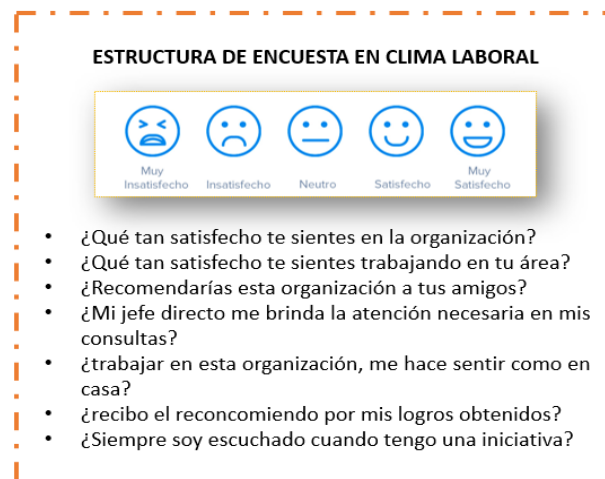 ESTRUCTURA DE ENCUESTA EN CLIMA LABORAL
Muy
Insatisfecho
Insatisfecho
Neutro
Satisfecho
Muy
Satisfecho
• ¿Qué tan satisfecho te sientes en la organización?
• ¿Qué tan satisfecho te sientes trabajando en tu área?
• ¿Recomendarías esta organización a tus amigos?
• ¿Mi jefe directo me brinda la atención necesaria en mis
consultas?
• ¿trabajar en esta organización, me hace sentir como en
casa?
• ¿recibo el reconcomiendo por mis logros obtenidos?
• ¿Siempre soy escuchado cuando tengo una iniciativa?